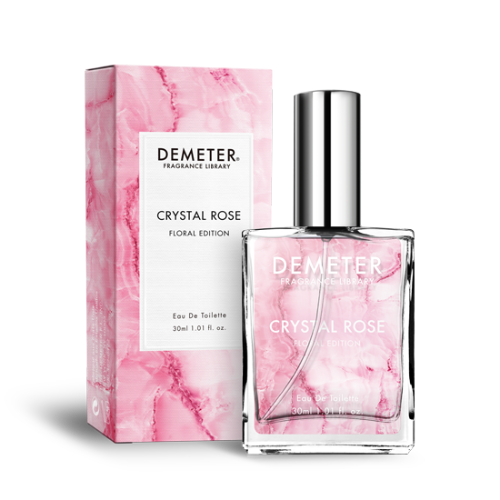 DEMETER®
FRAGRANCE LIBRARY
CRYSTAL ROSE
FLORAL EDITION
Eau De Toilette
30ml 1.01 fl. oz.
DEMETER
FRAGRANCE LIBRARY
CRYSTAL ROSE
FLORAL EDITION
Eau De Toilette
30ml 1.01 fl oz.